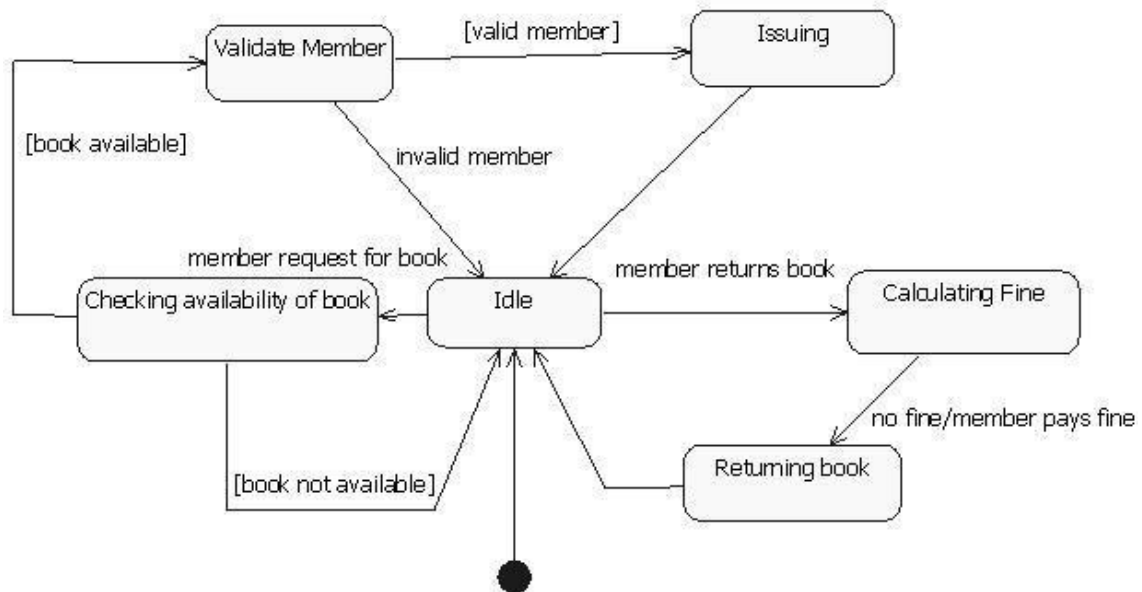 [valid member]
Issuing
Validate Member
[book available]
invalid member
member request for book
member returns book
Checking availability of book
Idle
Calculating Fine
no fine/member pays fine
Returning book
[book not available]